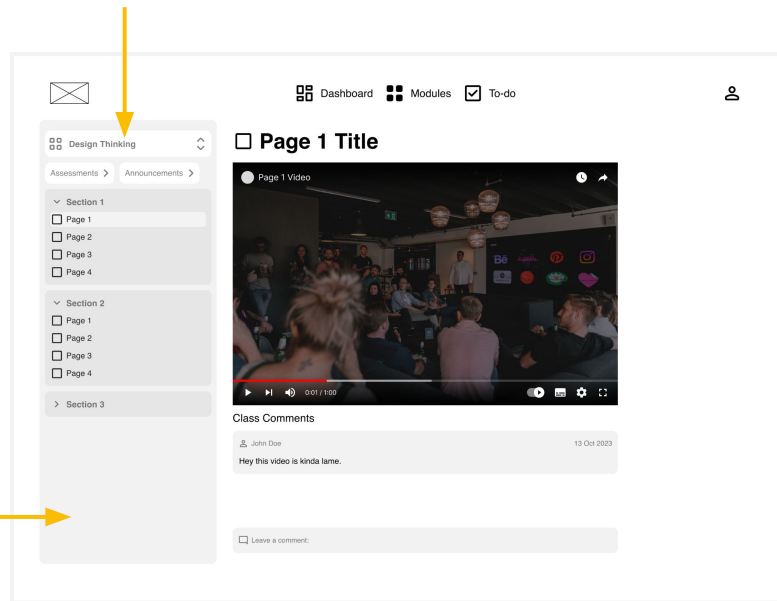 Dashboard Modules To-do
Design Thinking
Assessments Announcements
Section 1
Page 1
Page 2
Page 3
Page 4
Section 2
Page 1
Page 2
Page 3
Page 4
Section 3
Page 1 Title
Page 1 Video
Bē
0:01 / 1:00
Class Comments
John Doe 13 Oct 2023
Hey this video is kinda lame.
Leave a comment: